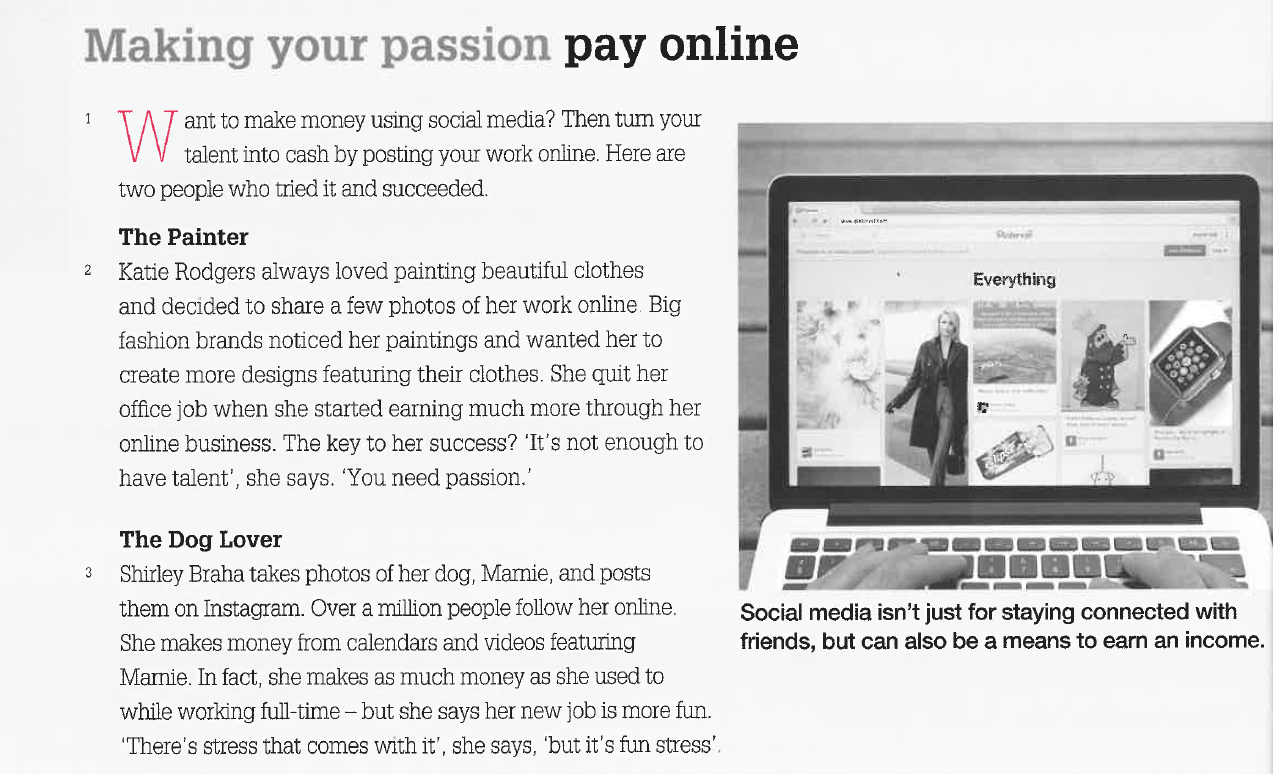 Making your passion pay online
1 Want to make money using social media? Then turn your
talent into cash by posting your work online. Here are
two people who tried it and succeeded.
The Painter
2 Katie Rodgers always loved painting beautiful clothes
and decided to share a few photos of her work online. Big
fashion brands noticed her paintings and wanted her to
create more designs featuring their clothes. She quit her
office job when she started earning much more through her
online business. The key to her success? ‘It’s not enough to
have talent’, she says. ‘You need passion.’
The Dog Lover
3 Shirley Braha takes photos of her dog, Marnie, and posts
them on Instagram. Over a million people follow her online.
She makes money from calendars and videos featuring
Marnie. In fact, she makes as much money as she used to
while working full-time – but she says her new job is more fun.
‘There’s stress that comes with it’, she says, ‘but it’s fun stress’.
Pinterest
Everything
Social media isn’t just for staying connected with
friends, but can also be a means to earn an income.